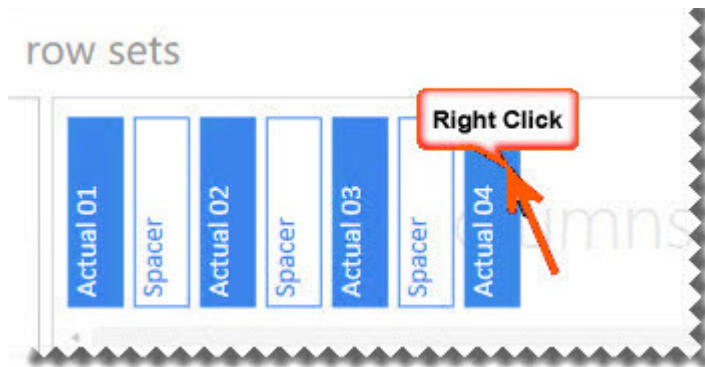 row sets
Right Click
Actual 01
Spacer
Actual 02
Spacer
Actual 03
Spacer
Actual 04